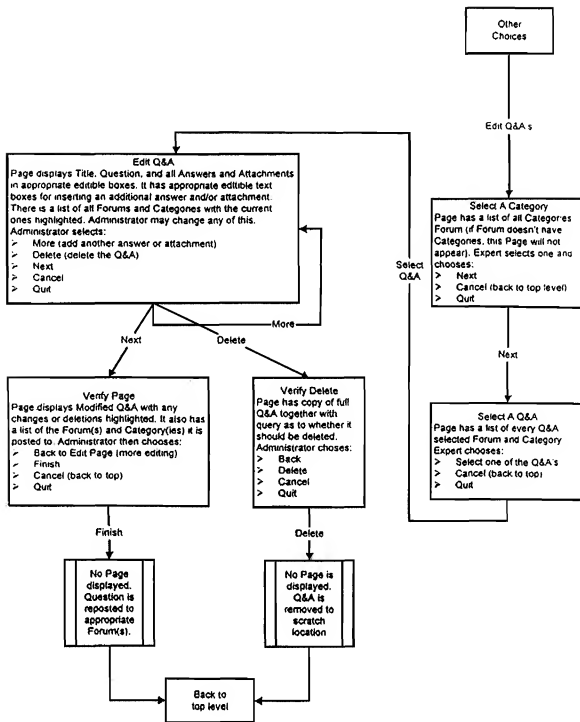 Other
Choices
Edit Q&A's
Edit Q&A
Page displays Title, Question, and all Answers and Attachments
in appropriate editible boxes. It has appropriate editible text
boxes for inserting an additional answer and/or attachment.
There is a list of all Forums and Categories with the current
ones highlighted. Administrator may change any of this.
Administrator selects:
> More (add another answer or attachment)
> Delete (delete the Q&A)
> Next
> Cancel
> Quit
More
Select
Q&A
Select A Category
Page has a list of all Categories
Forum (if Forum doesn't have
Categories, this Page will not
appear). Expert selects one and
chooses:
> Next
> Cancel (back to top level)
> Quit
Next
Select A Q&A
Page has a list of every Q&A
selected Forum and Category
Expert chooses:
> Select one of the Q&A's
> Cancel (back to top)
> Quit
Next
Delete
Verify Page
Page displays Modified Q&A with any
changes or deletions highlighted. It also has
a list of the Forum(s) and Category(ies) it is
posted to. Administrator then chooses:
> Back to Edit Page (more editing)
> Finish
> Cancel (back to top)
> Quit
Verify Delete
Page has copy of full
Q&A together with
query as to whether it
should be deleted.
Administrator choses:
> Back
> Delete
> Cancel
> Quit
Finish
Delete
No Page
displayed.
Question is
reposted to
appropriate
Forum(s).
No Page is
displayed.
Q&A is
removed to
scratch
location
Back to
top level